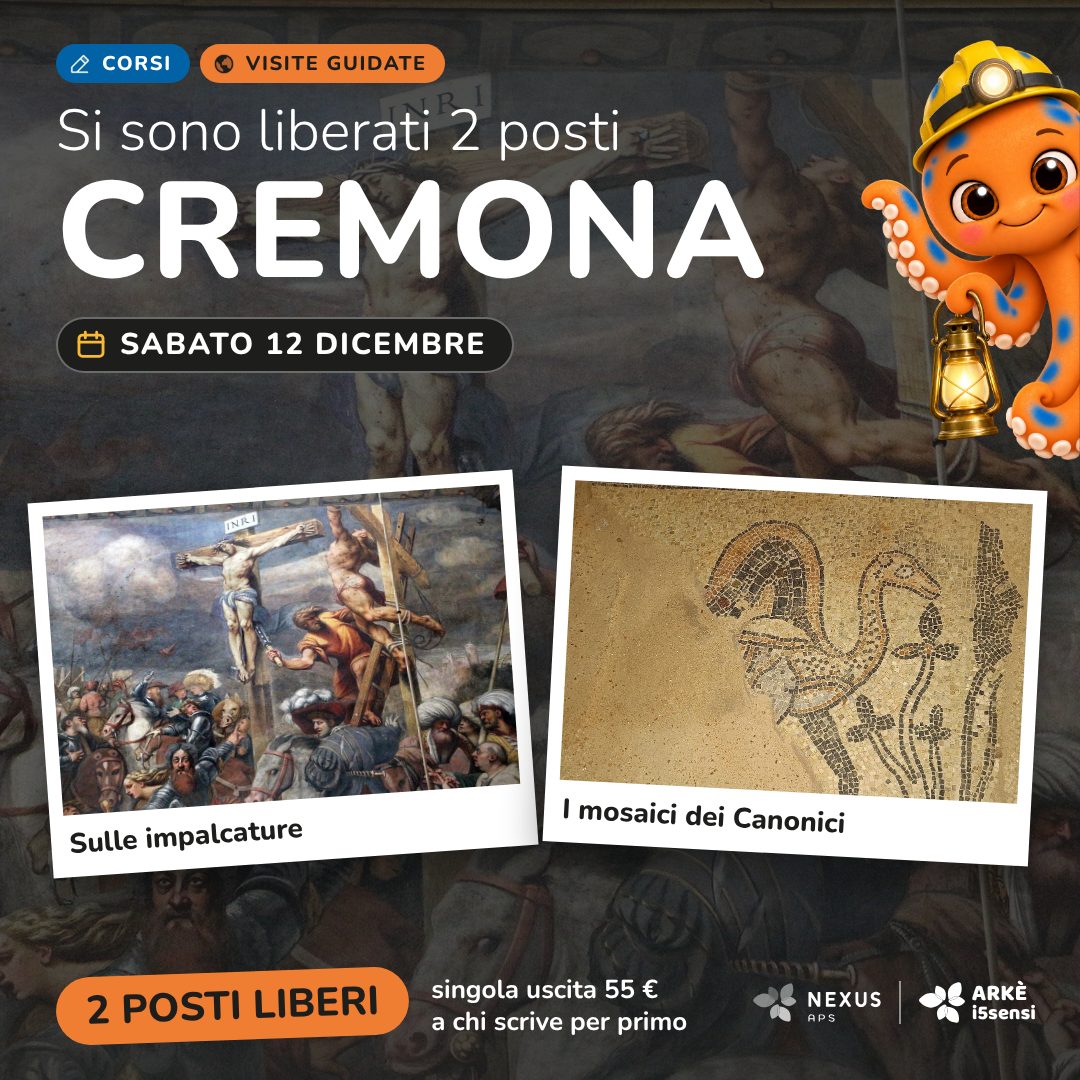 CORSI
VISITE GUIDATE
Si sono liberati 2 posti
CREMONA
SABATO 12 DICEMBRE
INRI
INRI
Sulle impalcature
I mosaici dei Canonici
2 POSTI LIBERI
singola uscita 55 €
a chi scrive per primo
NEXUS
APS
ARKÈ
i5sensi